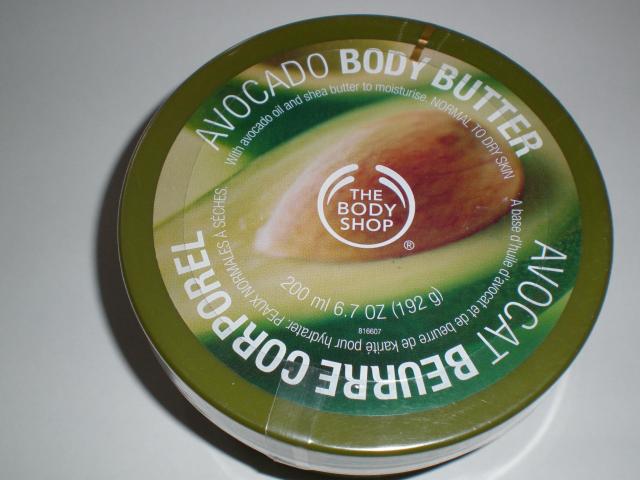 AVOCADO BODY BUTTER
With avocado oil and shea butter to moisturise. NORMAL TO DRY SKIN
THE
BODY
SHOP
®
200 ml 6.7 OZ (192 g)
816607
A base d'huile d'avocat et de beurre de karité pour hydrater. PEAUX NORMALES À SÈCHES.
AVOCAT BEURRE CORPOREL